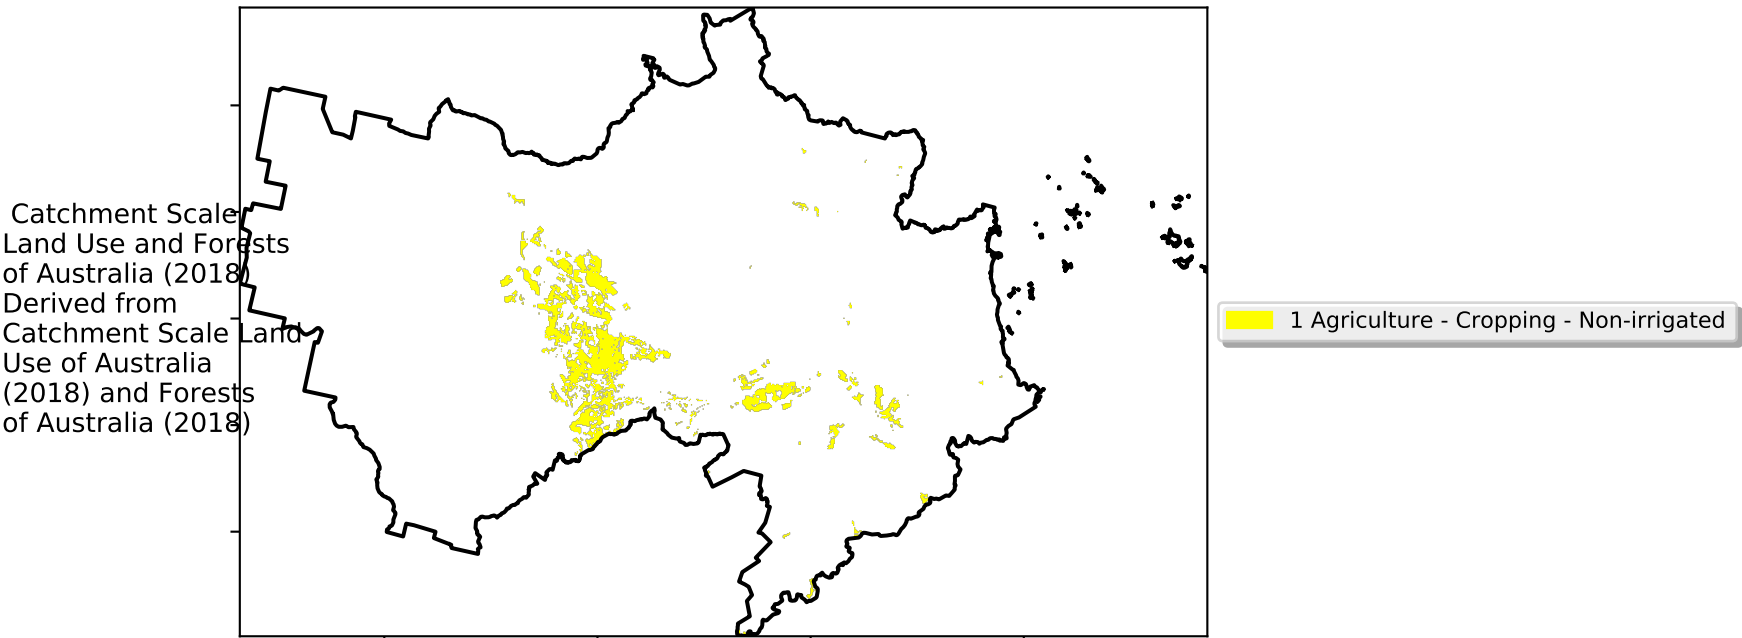 Catchment Scale
Land Use and Forests
of Australia (2018)
Derived from
Catchment Scale Land
Use of Australia
(2018) and Forests
of Australia (2018)
1 Agriculture - Cropping - Non-irrigated